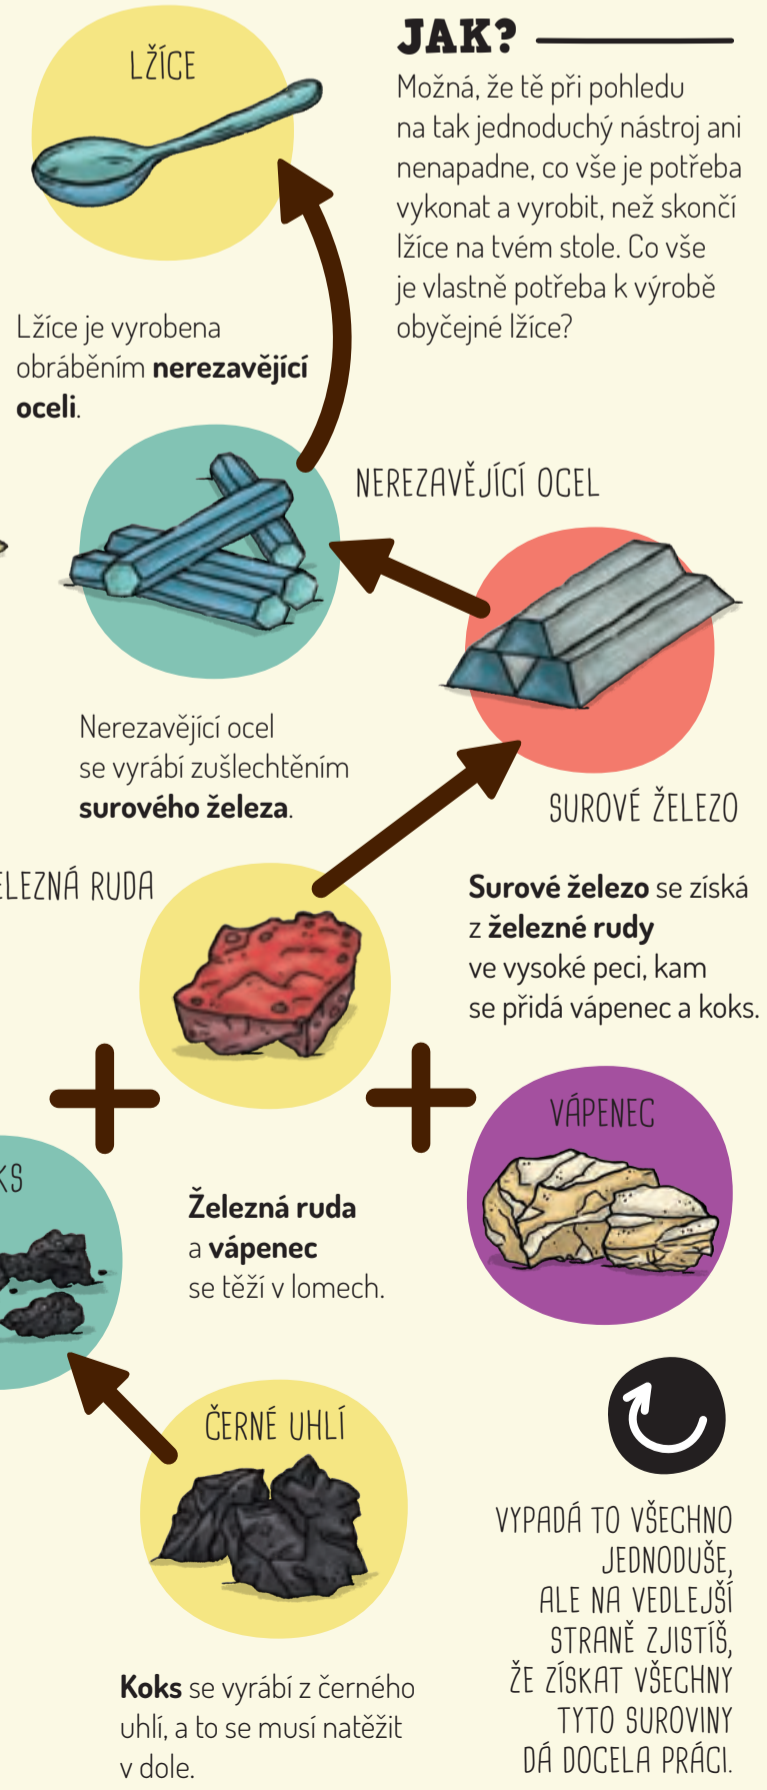 LŽÍCE
JAK?
Možná, že tě při pohledu
na tak jednoduchý nástroj ani
nenapadne, co vše je potřeba
vykonat a vyrobit, než skončí
lžíce na tvém stole. Co vše
je vlastně potřeba k výrobě
obyčejné lžíce?
Lžíce je vyrobena
obráběním nerezavějící
oceli.
NEREZAVĚJÍCÍ OCEL
Nerezavějící ocel
se vyrábí zušlechtěním
surového železa.
SUROVÉ ŽELEZO
ELEZNÁ RUDA
Surové železo se získá
z železné rudy
ve vysoké peci, kam
se přidá vápenec a koks.
VÁPENEC
KS
Železná ruda
a vápenec
se těží v lomech.
ČERNÉ UHLÍ
Koks se vyrábí z černého
uhlí, a to se musí natěžit
v dole.
VYPADÁ TO VŠECHNO
JEDNODUŠE,
ALE NA VEDLEJŠÍ
STRANĚ ZJISTÍŠ,
ŽE ZÍSKAT VŠECHNY
TYTO SUROVINY
DÁ DOCELA PRÁCI.